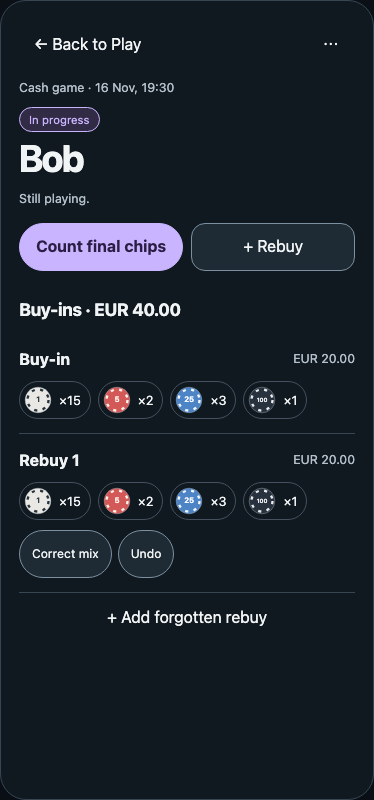 ← Back to Play ...
Cash game · 16 Nov, 19:30
In progress
Bob
Still playing.
Count final chips + Rebuy
Buy-ins · EUR 40.00
Buy-in EUR 20.00
1 ×15 5 ×2 25 ×3 100 ×1
Rebuy 1 EUR 20.00
1 ×15 5 ×2 25 ×3 100 ×1
Correct mix Undo
+ Add forgotten rebuy